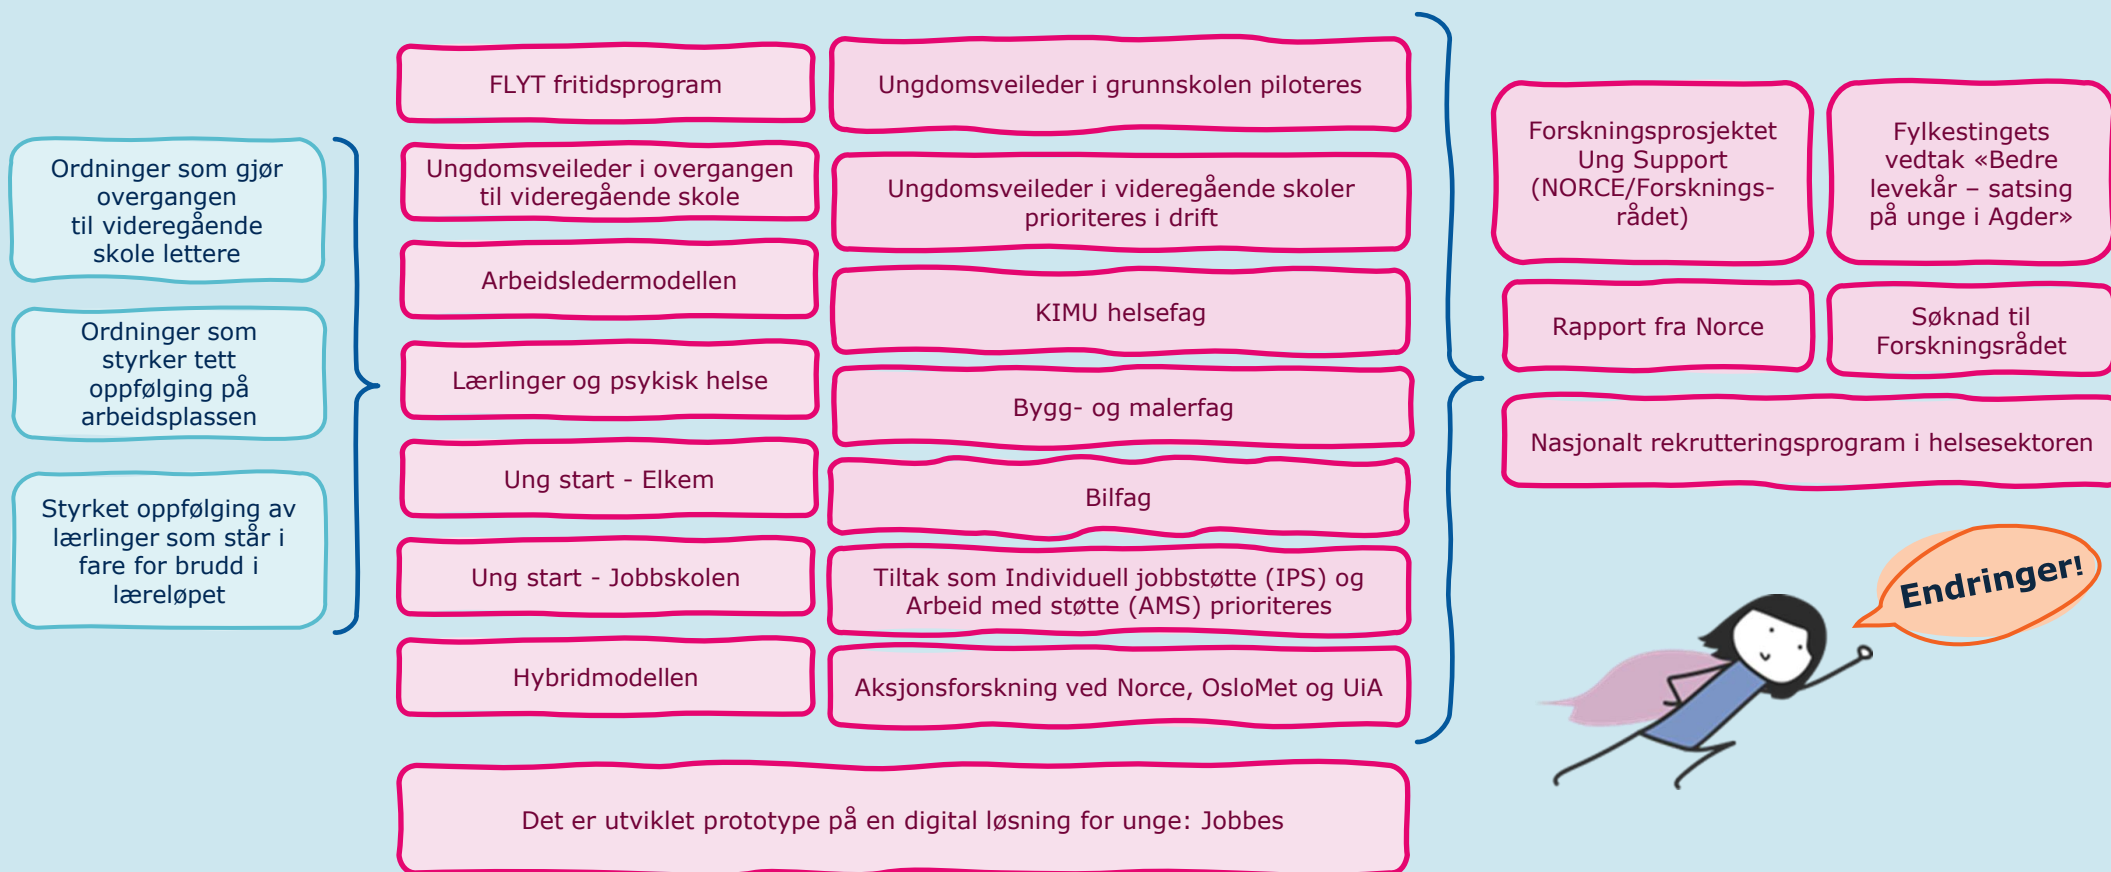 Ordninger som gjør
overgangen
til videregående
skole lettere
Ordninger som
styrker tett
oppfølging på
arbeidsplassen
Styrket oppfølging av
lærlinger som står i
fare for brudd i
læreløpet
FLYT fritidsprogram
Ungdomsveileder i overgangen
til videregående skole
Arbeidsledermodellen
Lærlinger og psykisk helse
Ung start - Elkem
Ung start - Jobbskolen
Hybridmodellen
Ungdomsveileder i grunnskolen piloteres
Ungdomsveileder i videregående skoler
prioriteres i drift
KIMU helsefag
Bygg- og malerfag
Bilfag
Tiltak som Individuell jobbstøtte (IPS) og
Arbeid med støtte (AMS) prioriteres
Aksjonsforskning ved Norce, OsloMet og UiA
Det er utviklet prototype på en digital løsning for unge: Jobbes
Forskningsprosjektet
Ung Support
(NORCE/Forsknings-
rådet)
Fylkestingets
vedtak «Bedre
levekår – satsing
på unge i Agder»
Rapport fra Norce
Søknad til
Forskningsrådet
Nasjonalt rekrutteringsprogram i helsesektoren
Endringer!